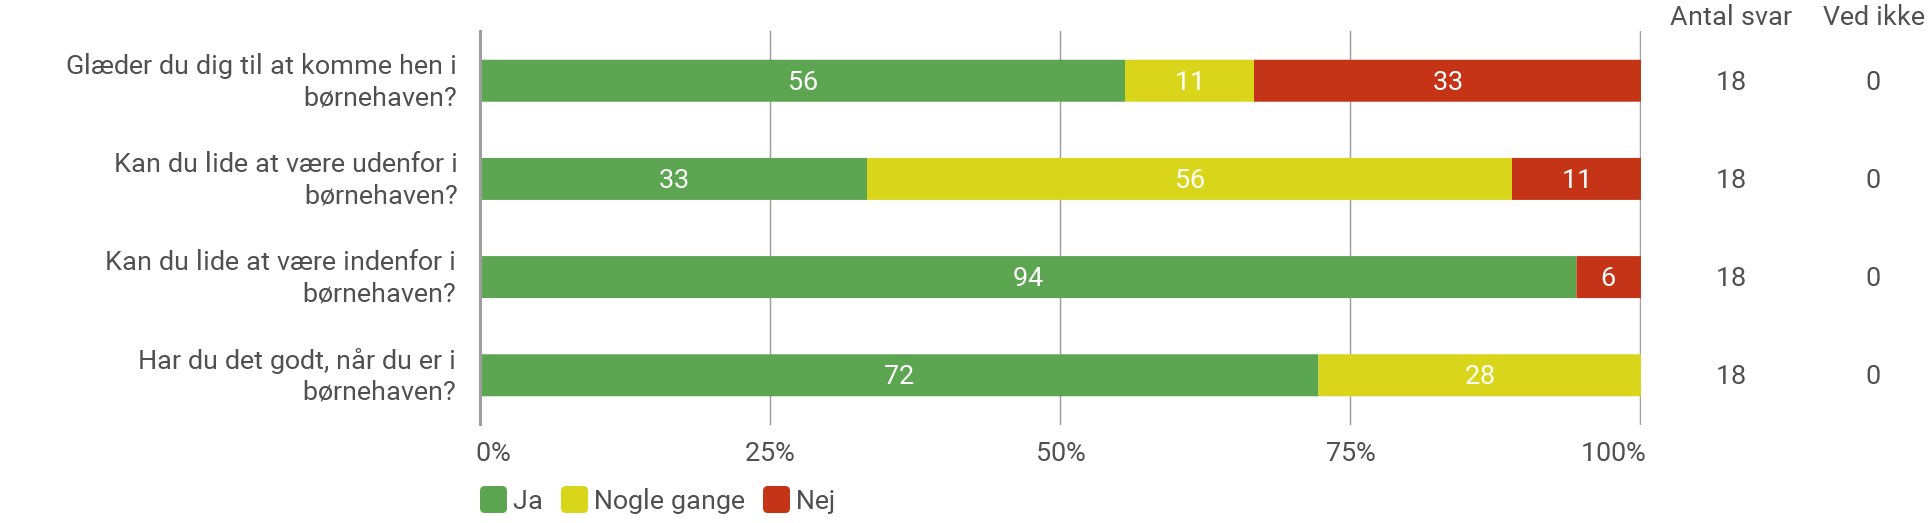 Antal svar Ved ikke
Glæder du dig til at komme hen i
børnehaven?
56 11 33 18 0
Kan du lide at være udenfor i
børnehaven?
33 56 11 18 0
Kan du lide at være indenfor i
børnehaven?
94 6 18 0
Har du det godt, når du er i
børnehaven?
72 28 18 0
0% 25% 50% 75% 100%
Ja Nogle gange Nej